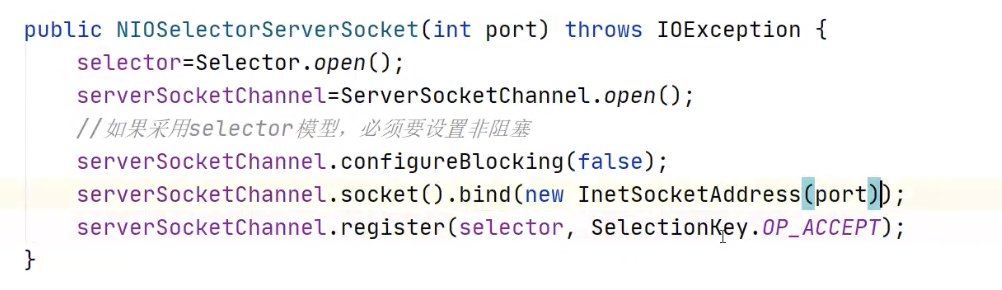 public NIOSelectorServerSocket(int port) throws IOException {
selector=Selector.open();
serverSocketChannel=ServerSocketChannel.open();
//如果采用selector模型，必须要设置非阻塞
serverSocketChannel.configureBlocking(false);
serverSocketChannel.socket().bind(new InetSocketAddress(port));
serverSocketChannel.register(selector, SelectionKey.OP_ACCEPT);
}